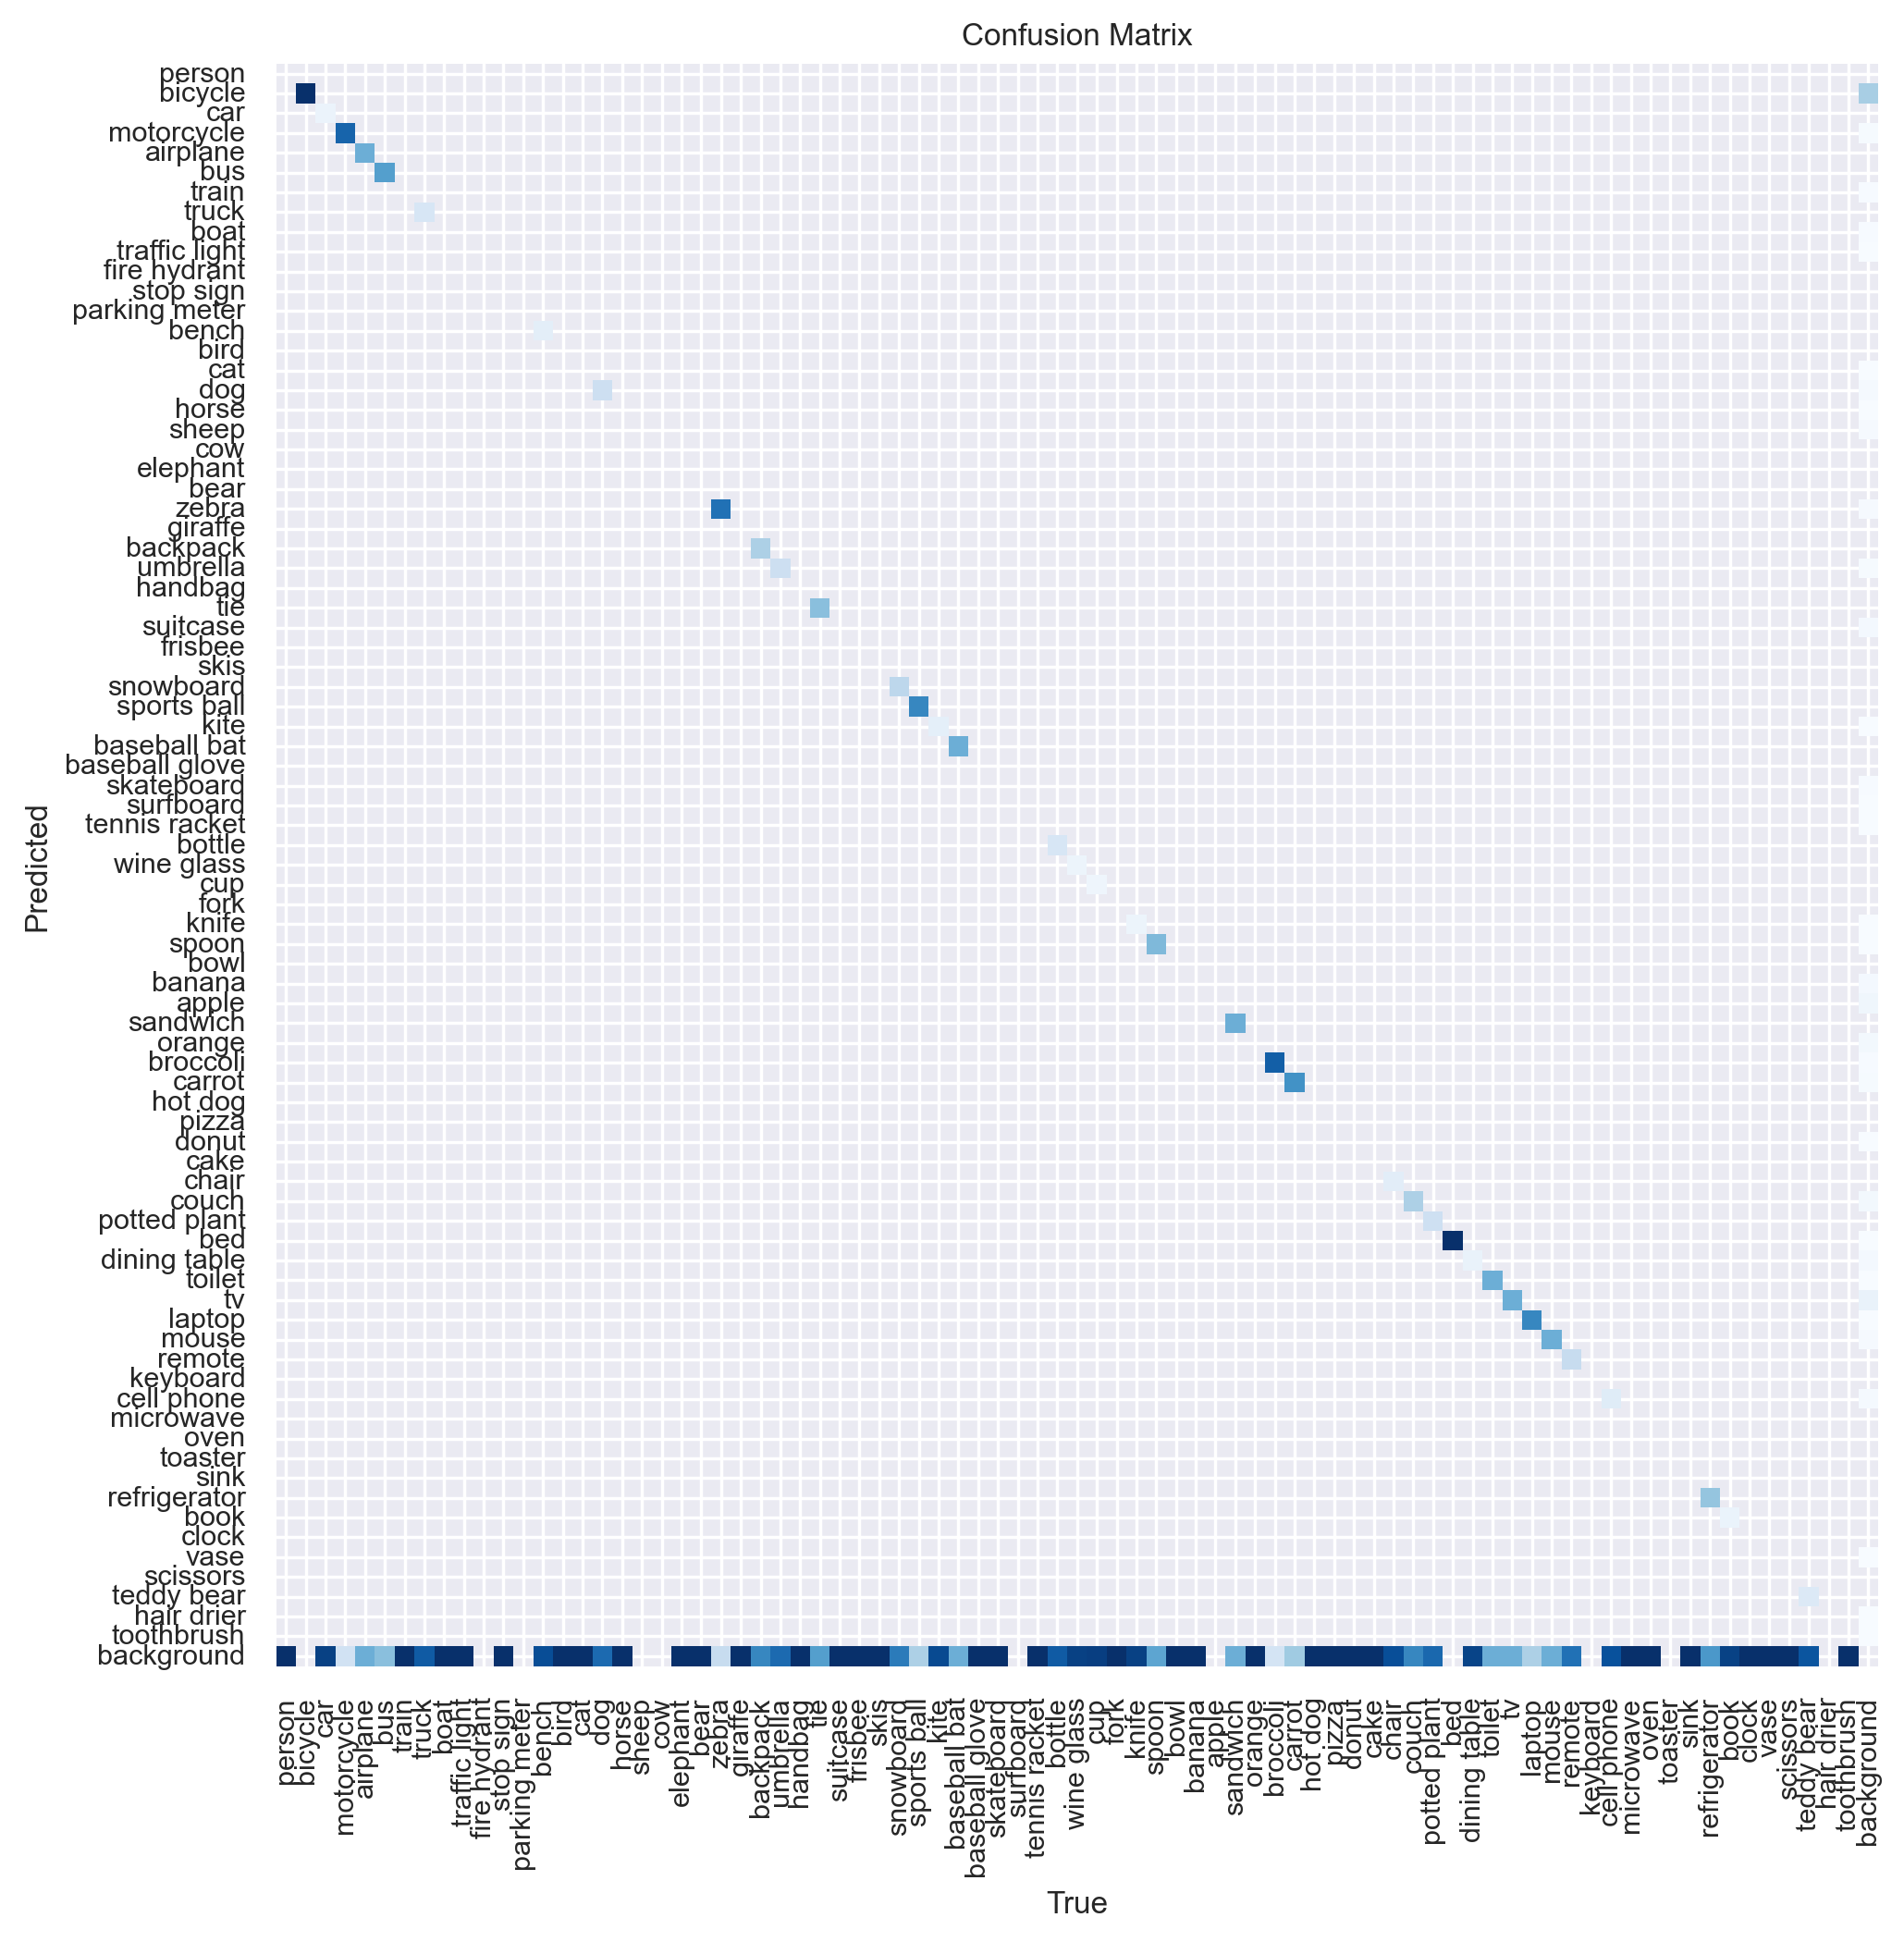 Confusion Matrix
person
bicycle
car
motorcycle
airplane
bus
train
truck
boat
traffic light
fire hydrant
stop sign
parking meter
bench
bird
cat
dog
horse
sheep
cow
elephant
bear
zebra
giraffe
backpack
umbrella
handbag
tie
suitcase
frisbee
skis
snowboard
sports ball
kite
baseball bat
baseball glove
skateboard
surfboard
tennis racket
bottle
wine glass
cup
fork
knife
spoon
bowl
banana
apple
sandwich
orange
broccoli
carrot
hot dog
pizza
donut
cake
chair
couch
potted plant
bed
dining table
toilet
tv
laptop
mouse
remote
keyboard
cell phone
microwave
oven
toaster
sink
refrigerator
book
clock
vase
scissors
teddy bear
hair drier
toothbrush
background
Predicted
person
bicycle
car
motorcycle
airplane
bus
train
truck
boat
traffic light
fire hydrant
stop sign
parking meter
bench
bird
cat
dog
horse
sheep
cow
elephant
bear
zebra
giraffe
backpack
umbrella
handbag
tie
suitcase
frisbee
skis
snowboard
sports ball
kite
baseball bat
baseball glove
skateboard
surfboard
tennis racket
bottle
wine glass
cup
fork
knife
spoon
bowl
banana
apple
sandwich
orange
broccoli
carrot
hot dog
pizza
donut
cake
chair
couch
potted plant
bed
dining table
toilet
tv
laptop
mouse
remote
keyboard
cell phone
microwave
oven
toaster
sink
refrigerator
book
clock
vase
scissors
teddy bear
hair drier
toothbrush
background
True